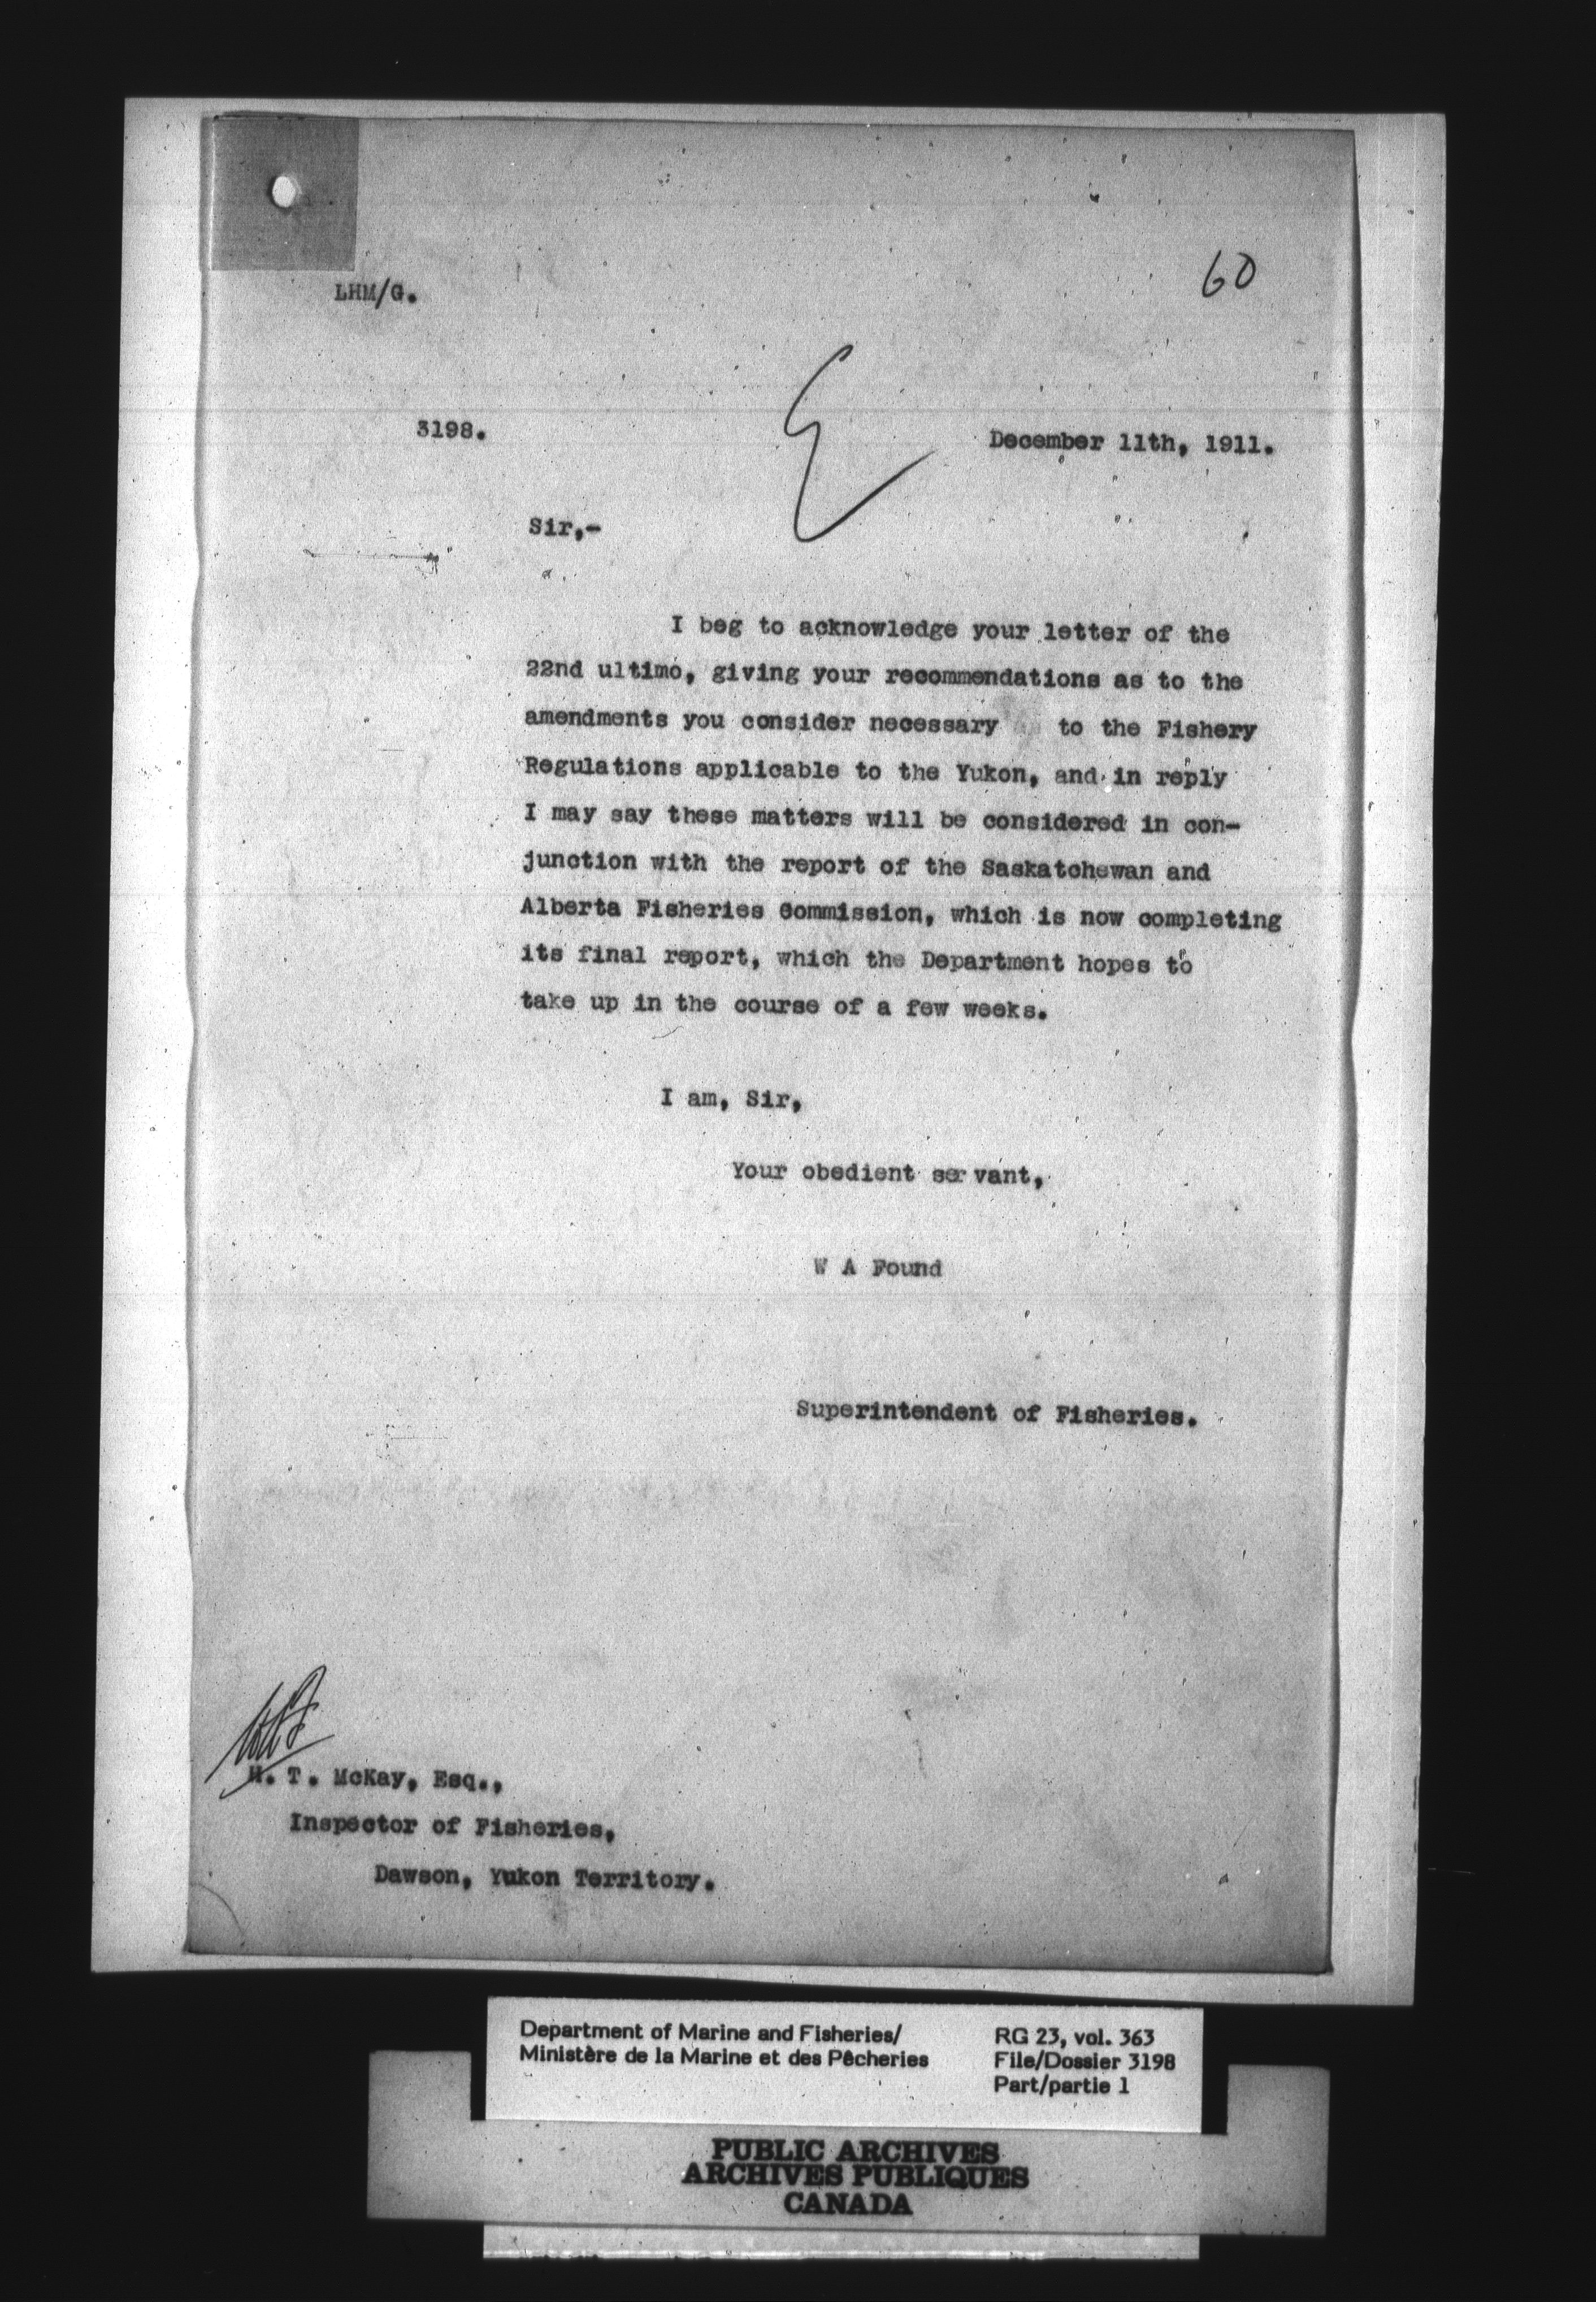 60
LHM/G.
3198.
December 11th, 1911.
Sir,-
I beg to acknowledge your letter of the
22nd ultimo, giving your recommendations as to the
amendments you consider necessary to the Fishery
Regulations applicable to the Yukon, and in reply
I may say these matters will be considered in con-
junction with the report of the Saskatchewan and
Alberta Fisheries Commission, which is now completing
its final report, which the Department hopes to
take up in the course of a few weeks.
I am, Sir,
Your obedient servant,
W A Found
Superintendent of Fisheries.
H. T. McKay, Esq.,
Inspector of Fisheries,
Dawson, Yukon Territory.
Department of Marine and Fisheries/
Ministère de la Marine et des Pêcheries
RG 23, vol. 363
File/Dossier 3198
Part/partie 1
PUBLIC ARCHIVES
ARCHIVES PUBLIQUES
CANADA